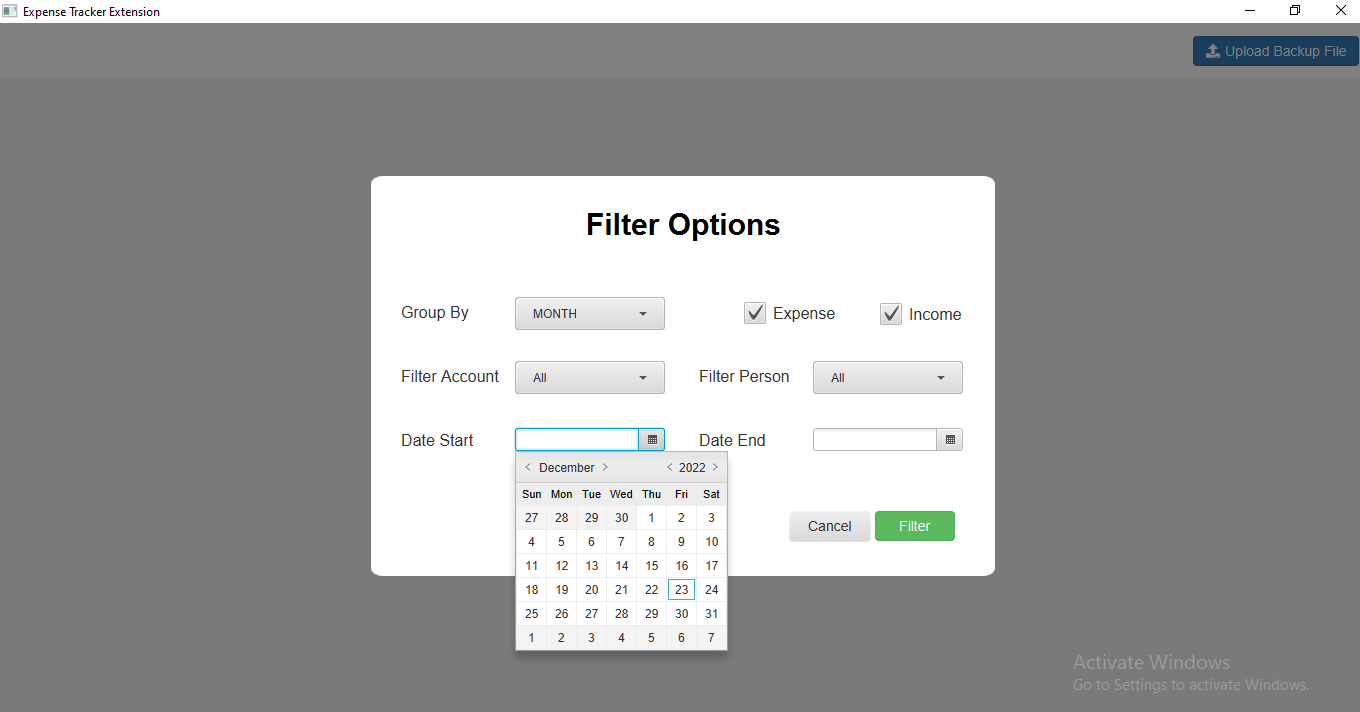 Expense Tracker Extension
Upload Backup File
Filter Options
Group By MONTH Expense Income
Filter Account All Filter Person All
Date Start Date End
< December > < 2022 >
Sun Mon Tue Wed Thu Fri Sat
27 28 29 30 1 2 3
4 5 6 7 8 9 10
11 12 13 14 15 16 17
18 19 20 21 22 23 24
25 26 27 28 29 30 31
1 2 3 4 5 6 7
Cancel Filter
Activate Windows
Go to Settings to activate Windows.